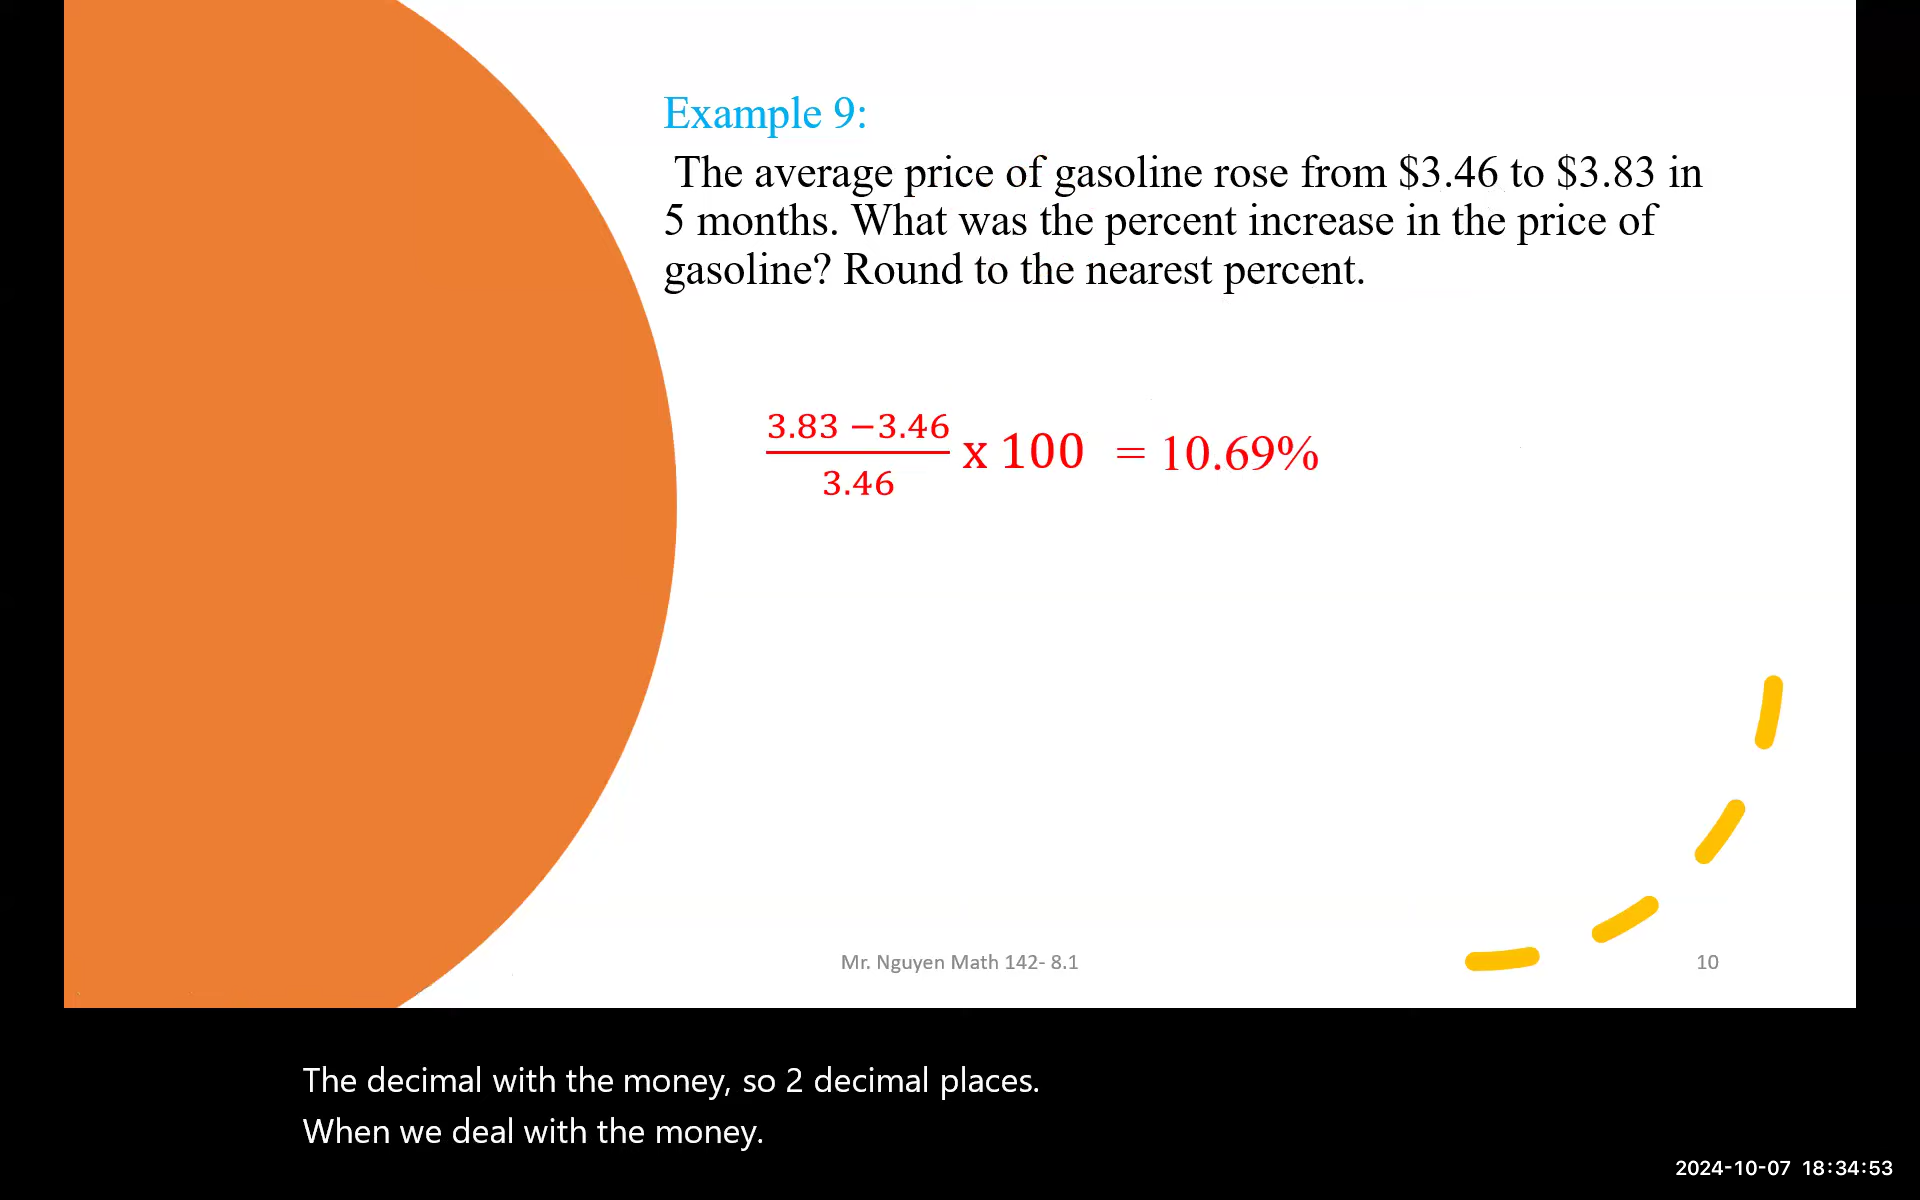 Example 9:
The average price of gasoline rose from $3.46 to $3.83 in
5 months. What was the percent increase in the price of
gasoline? Round to the nearest percent.
3.83 −3.46
3.46
x 100 = 10.69%
Mr. Nguyen Math 142- 8.1
10
The decimal with the money, so 2 decimal places.
When we deal with the money.
2024-10-07 18:34:53